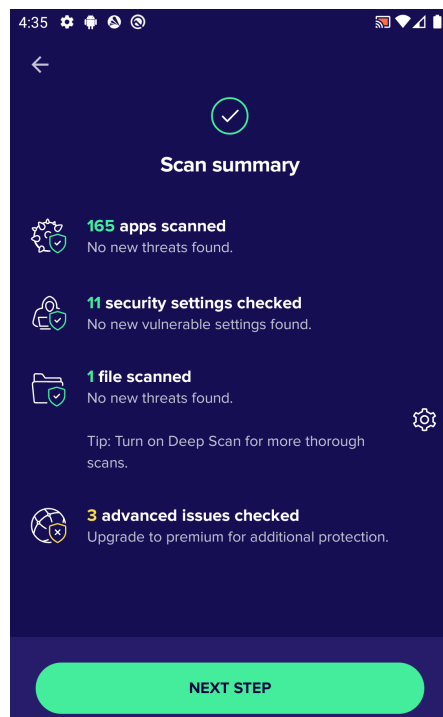 4:35
Scan summary
165 apps scanned
No new threats found.
11 security settings checked
No new vulnerable settings found.
1 file scanned
No new threats found.
Tip: Turn on Deep Scan for more thorough
scans.
3 advanced issues checked
Upgrade to premium for additional protection.
NEXT STEP